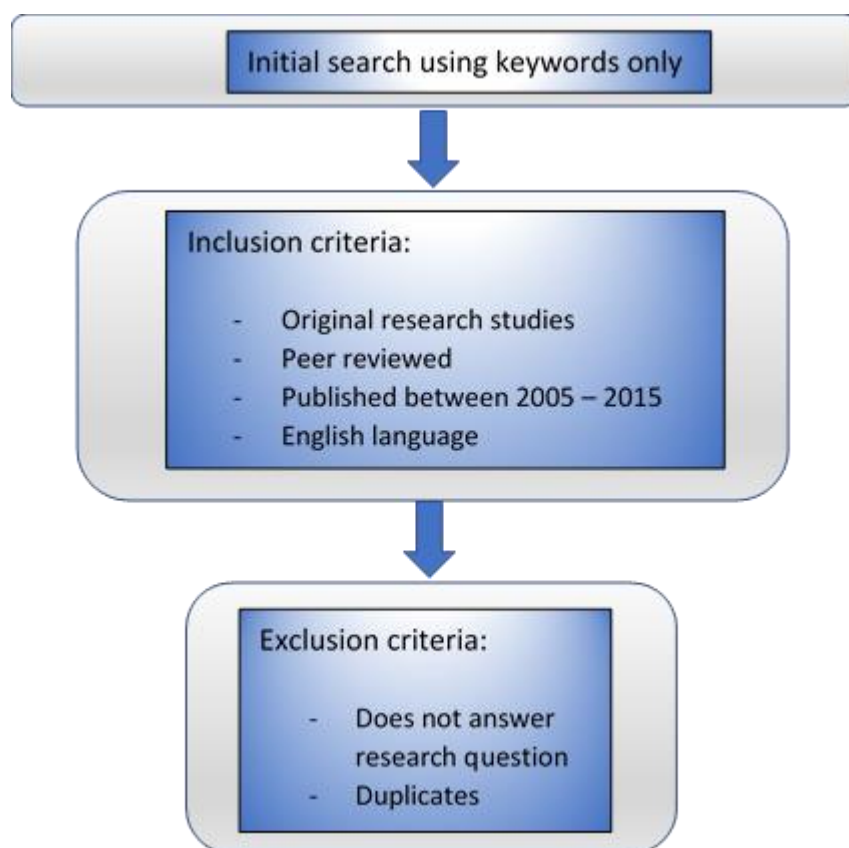 Initial search using keywords only
Inclusion criteria:
- Original research studies
- Peer reviewed
- Published between 2005 – 2015
- English language
Exclusion criteria:
- Does not answer
research question
- Duplicates